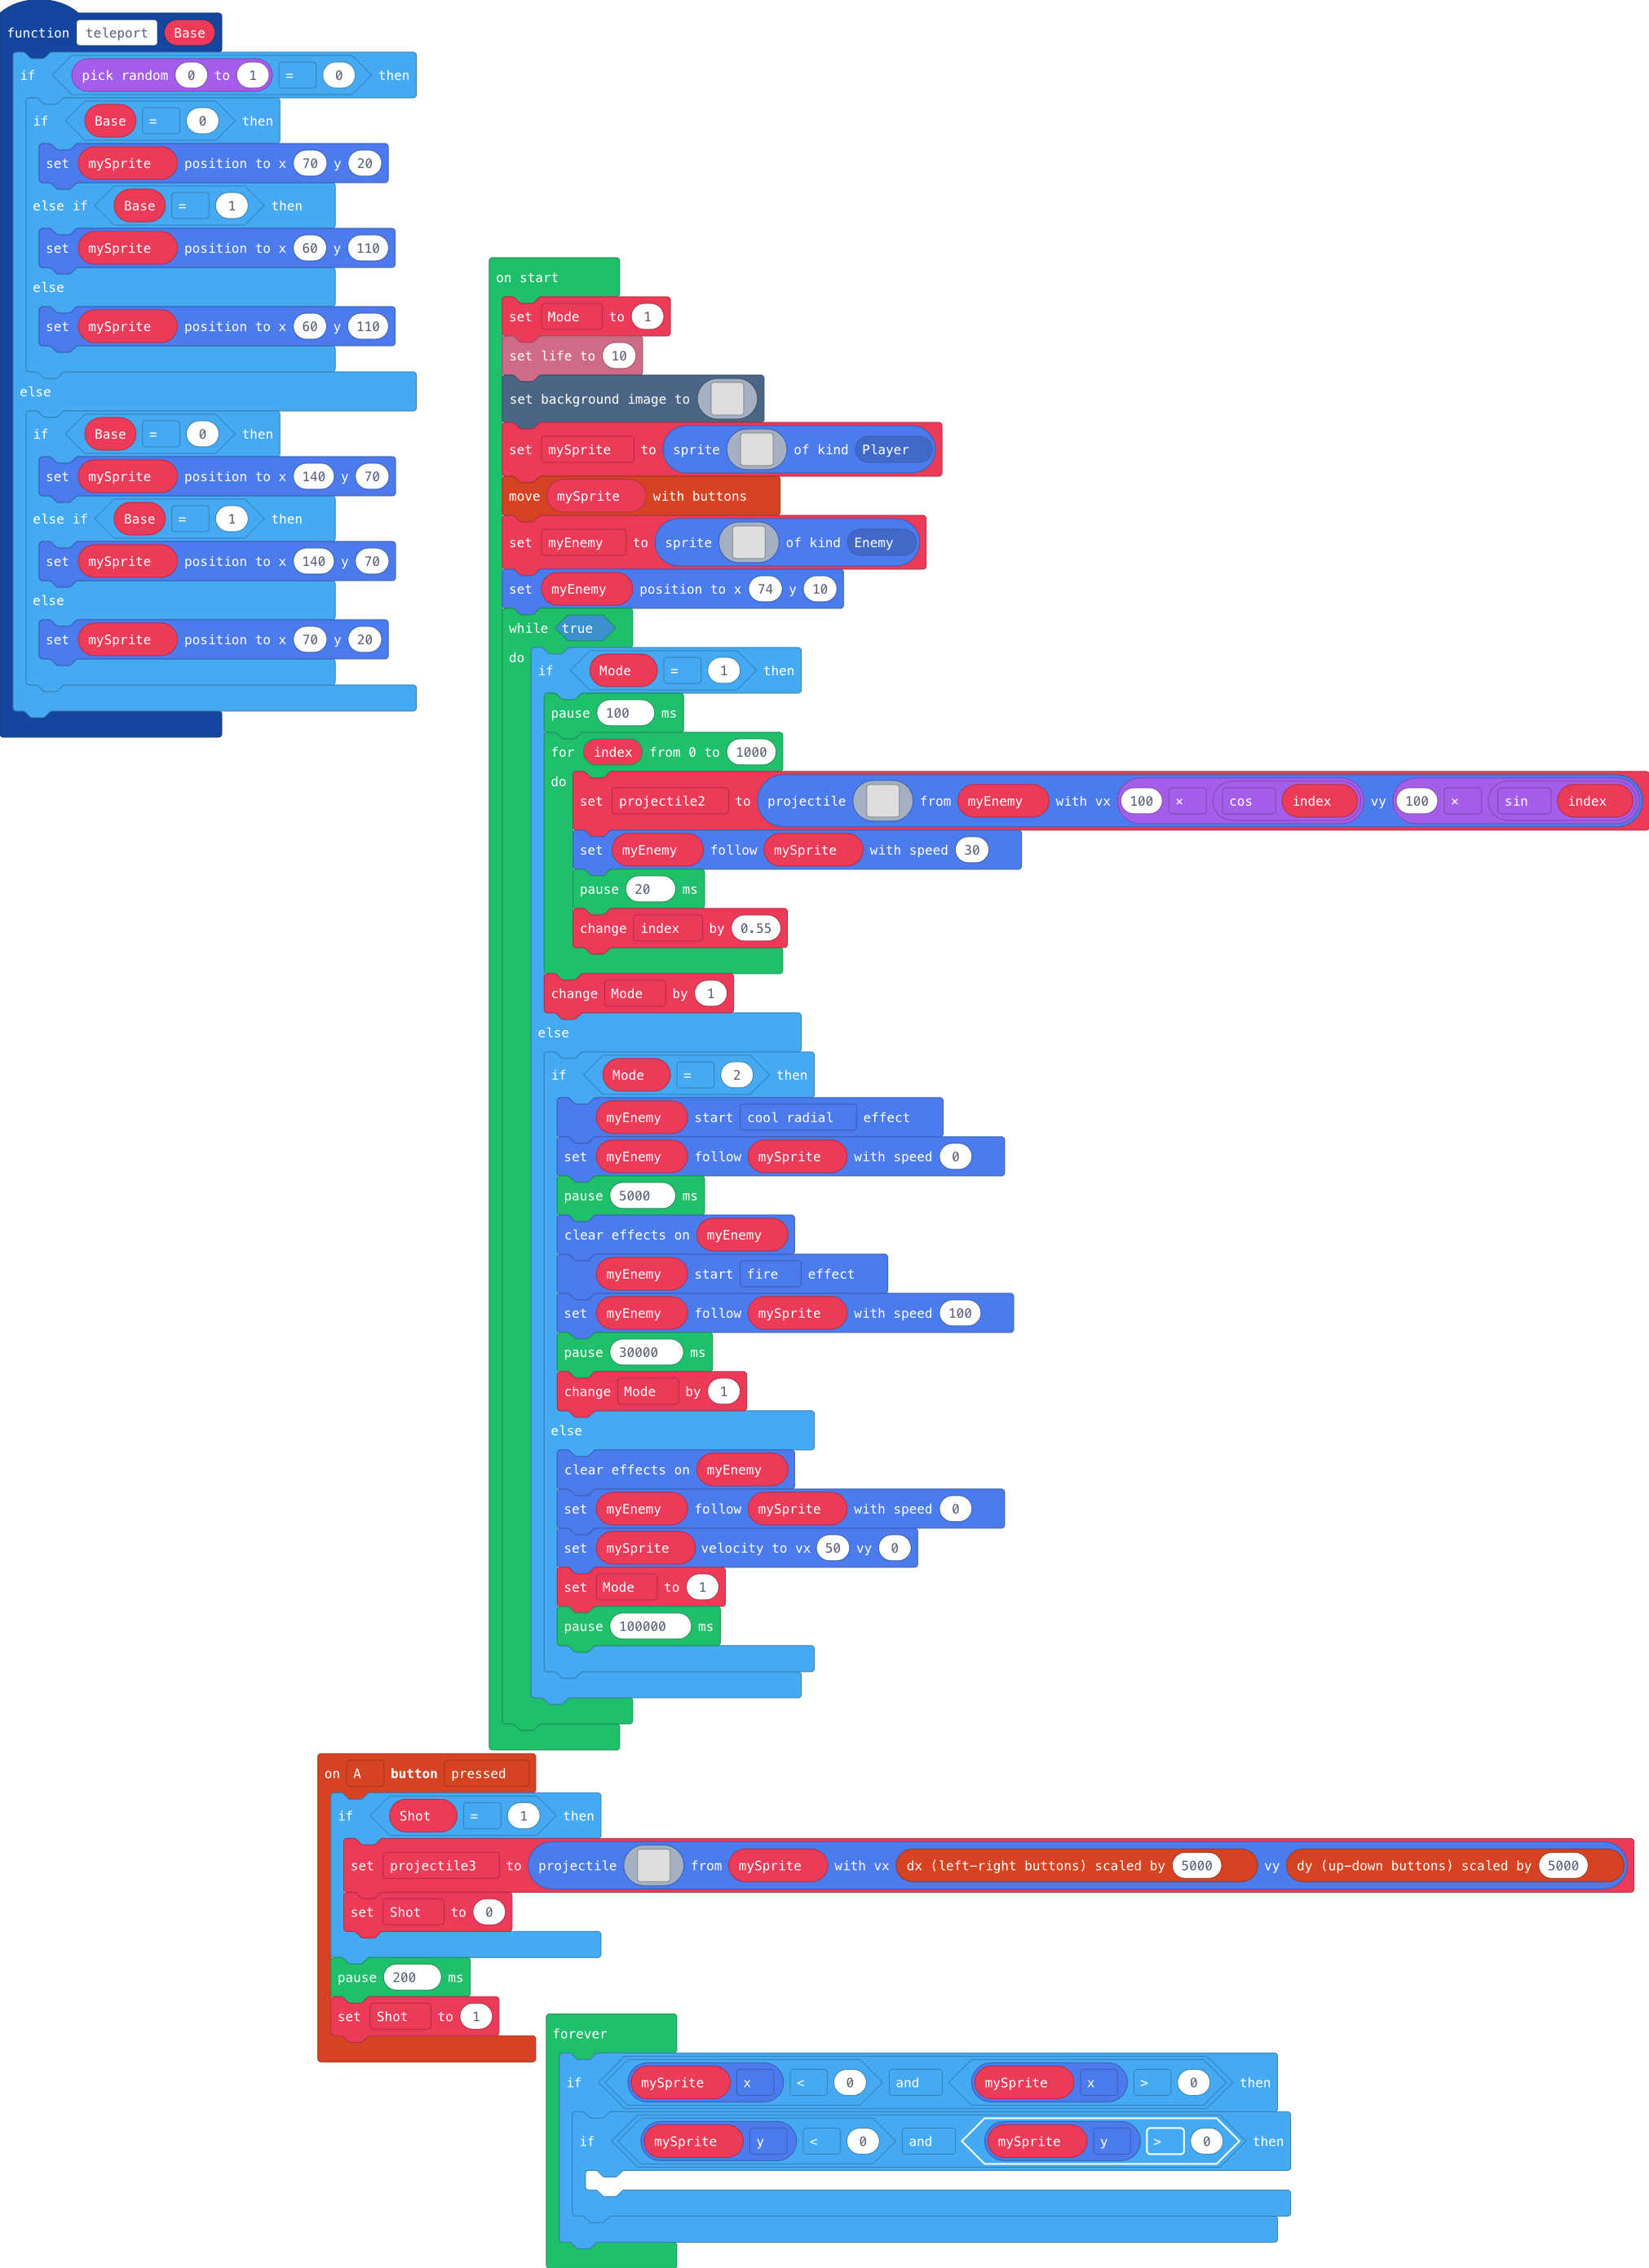 function teleport Base
if pick random 0 to 1 = 0 then
if Base = 0 then
set mySprite position to x 70 y 20
else if Base = 1 then
set mySprite position to x 60 y 110
else
set mySprite position to x 60 y 110
else
if Base = 0 then
set mySprite position to x 140 y 70
else if Base = 1 then
set mySprite position to x 140 y 70
else
set mySprite position to x 70 y 20
on start
set Mode to 1
set life to 10
set background image to
set mySprite to sprite of kind Player
move mySprite with buttons
set myEnemy to sprite of kind Enemy
set myEnemy position to x 74 y 10
while true
do if Mode = 1 then
pause 100 ms
for index from 0 to 1000
do set projectile2 to projectile from myEnemy with vx 100 × cos index vy 100 × sin index
set myEnemy follow mySprite with speed 30
pause 20 ms
change index by 0.55
change Mode by 1
else
if Mode = 2 then
myEnemy start cool radial effect
set myEnemy follow mySprite with speed 0
pause 5000 ms
clear effects on myEnemy
myEnemy start fire effect
set myEnemy follow mySprite with speed 100
pause 30000 ms
change Mode by 1
else
clear effects on myEnemy
set myEnemy follow mySprite with speed 0
set mySprite velocity to vx 50 vy 0
set Mode to 1
pause 100000 ms
on A button pressed
if Shot = 1 then
set projectile3 to projectile from mySprite with vx dx (left-right buttons) scaled by 5000 vy dy (up-down buttons) scaled by 5000
set Shot to 0
pause 200 ms
set Shot to 1
forever
if mySprite x < 0 and mySprite x > 0 then
if mySprite y < 0 and mySprite y > 0 then